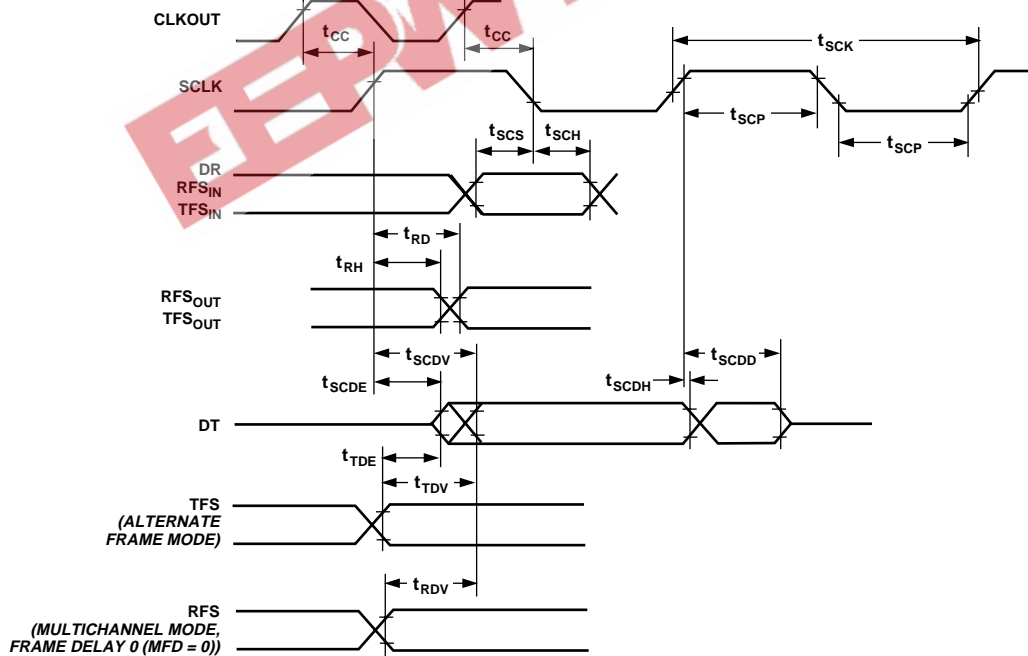 CLKOUT
tCC
tCC
tSCK
SCLK
tSCP
tSCP
tSCS
tSCH
DR
RFSIN
TFSIN
tRD
tRH
RFSOUT
TFSOUT
tSCDV
tSCDE
tSCDD
tSCDH
DT
tTDE
tTDV
TFS
(ALTERNATE
FRAME MODE)
tRDV
RFS
(MULTICHANNEL MODE,
FRAME DELAY 0 (MFD = 0))